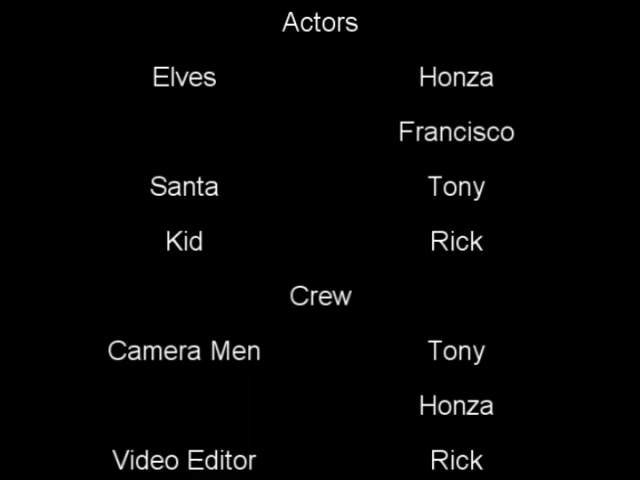 Actors
Elves Honza
Francisco
Santa Tony
Kid Rick
Crew
Camera Men Tony
Honza
Video Editor Rick